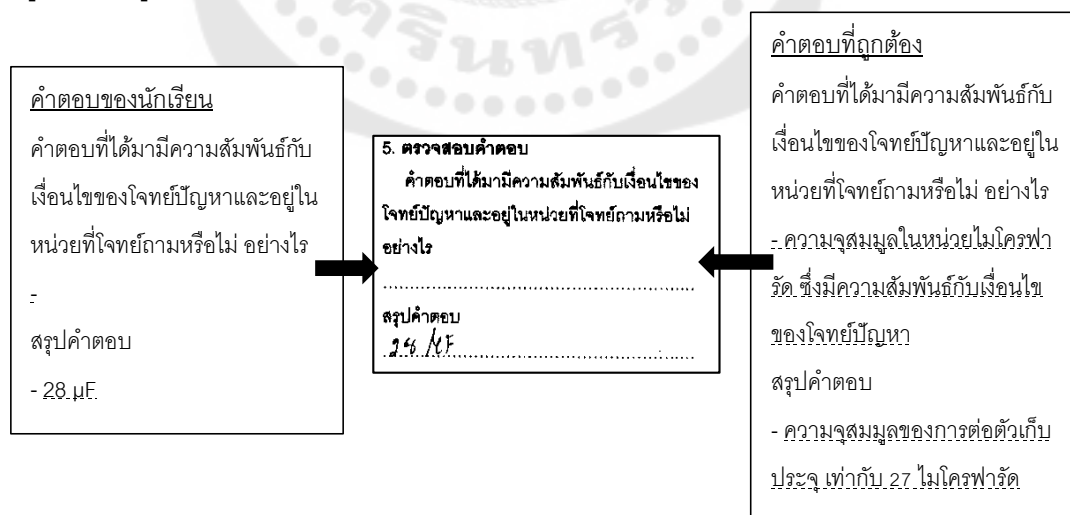 คำตอบของนักเรียน
คำตอบที่ได้มามีความสัมพันธ์กับ
เงื่อนไขของโจทย์ปัญหาและอยู่ใน
หน่วยที่โจทย์ถามหรือไม่ อย่างไร
-
สรุปคำตอบ
- 28 µF
5. ตรวจสอบคำตอบ
คำตอบที่ได้มามีความสัมพันธ์กับเงื่อนไขของ
โจทย์ปัญหาและอยู่ในหน่วยที่โจทย์ถามหรือไม่
อย่างไร
สรุปคำตอบ
28 µF
คำตอบที่ถูกต้อง
คำตอบที่ได้มามีความสัมพันธ์กับ
เงื่อนไขของโจทย์ปัญหาและอยู่ใน
หน่วยที่โจทย์ถามหรือไม่ อย่างไร
- ความจุสมมูลในหน่วยไมโครฟา
รัด ซึ่งมีความสัมพันธ์กับเงื่อนไข
ของโจทย์ปัญหา
สรุปคำตอบ
- ความจุสมมูลของการต่อตัวเก็บ
ประจุ เท่ากับ 27 ไมโครฟารัด